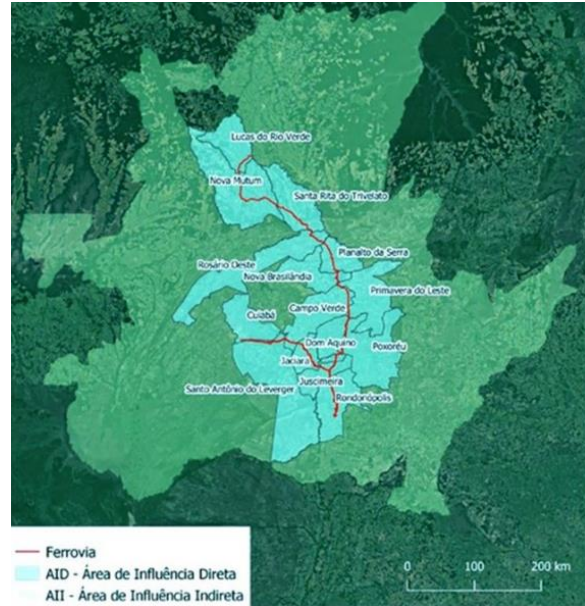 Lucas do Rio Verde
Nova Mutum
Santa Rita do Trivelato
Planalto da Serra
Rosário Oeste
Nova Brasilândia
Primavera do Leste
Campo Verde
Cuiabá
Dom Aquino
Poxoréu
Jaciara
Juscimeira
Santo Antônio do Leverger
Rondonópolis
Ferrovia
AID - Área de Influência Direta
AII - Área de Influência Indireta
0 100 200 km